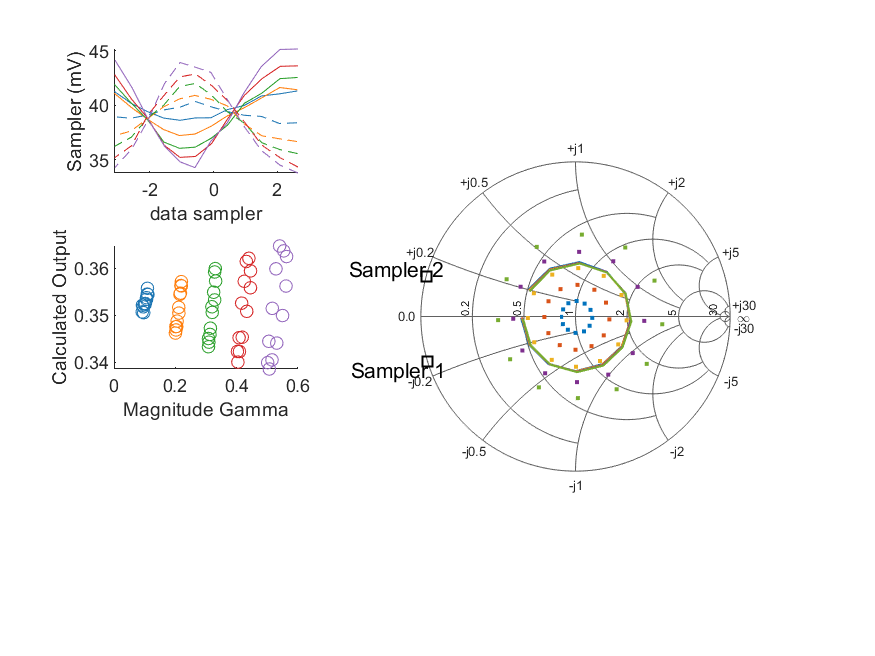 45
40
35
Sampler (mV)
-2
0
2
data sampler
0.36
0.35
0.34
Calculated Output
0
0.2
0.4
0.6
Magnitude Gamma
+j1
+j0.5
+j2
+j0.2
+j5
Sampler 2
0.0
0.2
0.5
1
2
5
30
+j30
∞
-j30
Sampler 1
-j0.2
-j5
-j0.5
-j2
-j1